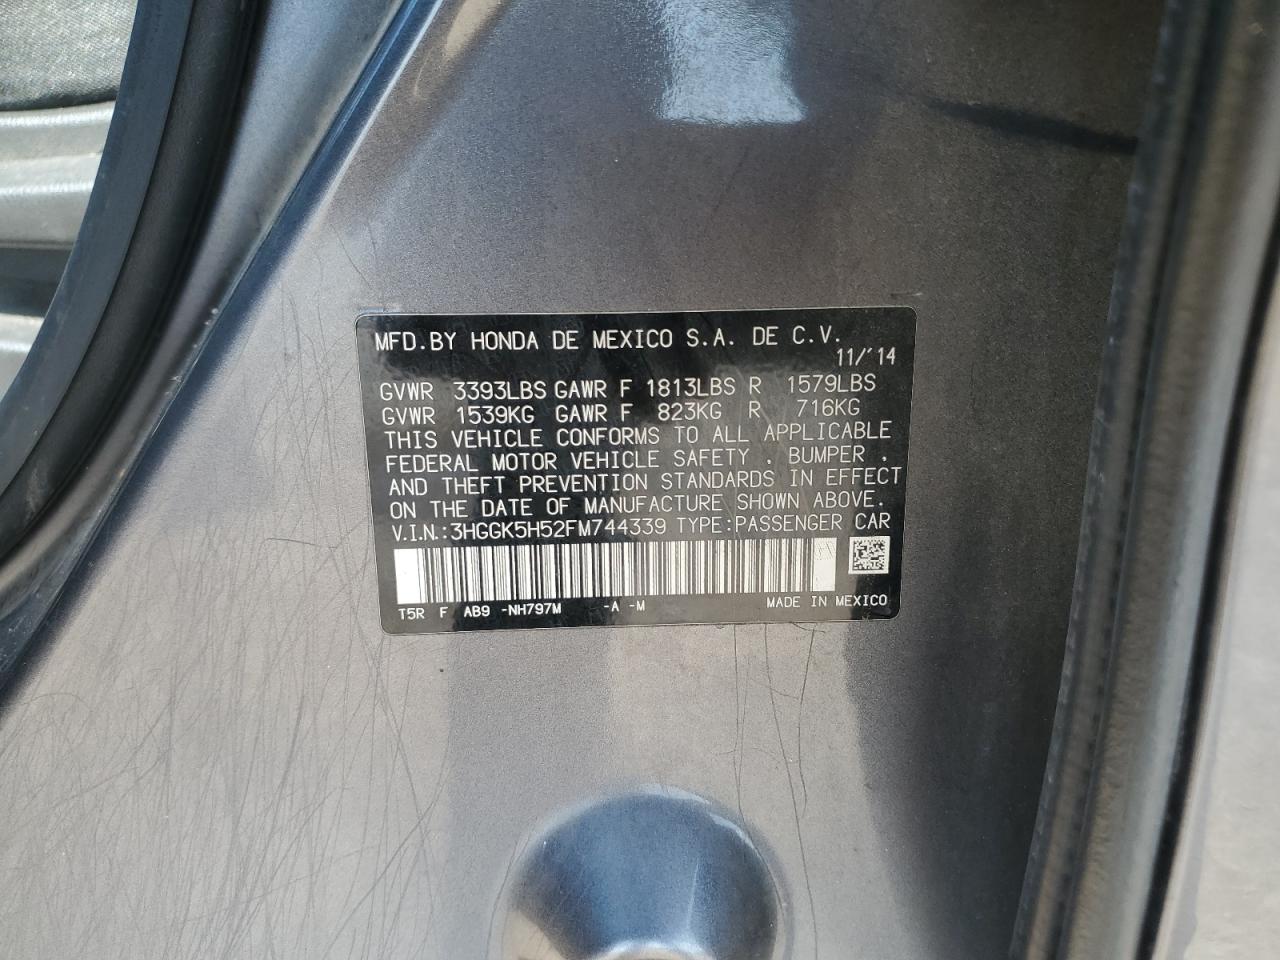 MFD.BY HONDA DE MEXICO S.A. DE C.V.
11/'14
GVWR 3393LBS GAWR F 1813LBS R 1579LBS
GVWR 1539KG GAWR F 823KG R 716KG
THIS VEHICLE CONFORMS TO ALL APPLICABLE
FEDERAL MOTOR VEHICLE SAFETY , BUMPER ,
AND THEFT PREVENTION STANDARDS IN EFFECT
ON THE DATE OF MANUFACTURE SHOWN ABOVE.
V.I.N.:3HGGK5H52FM744339 TYPE:PASSENGER CAR
T5R F AB9 -NH797M -A -M MADE IN MEXICO